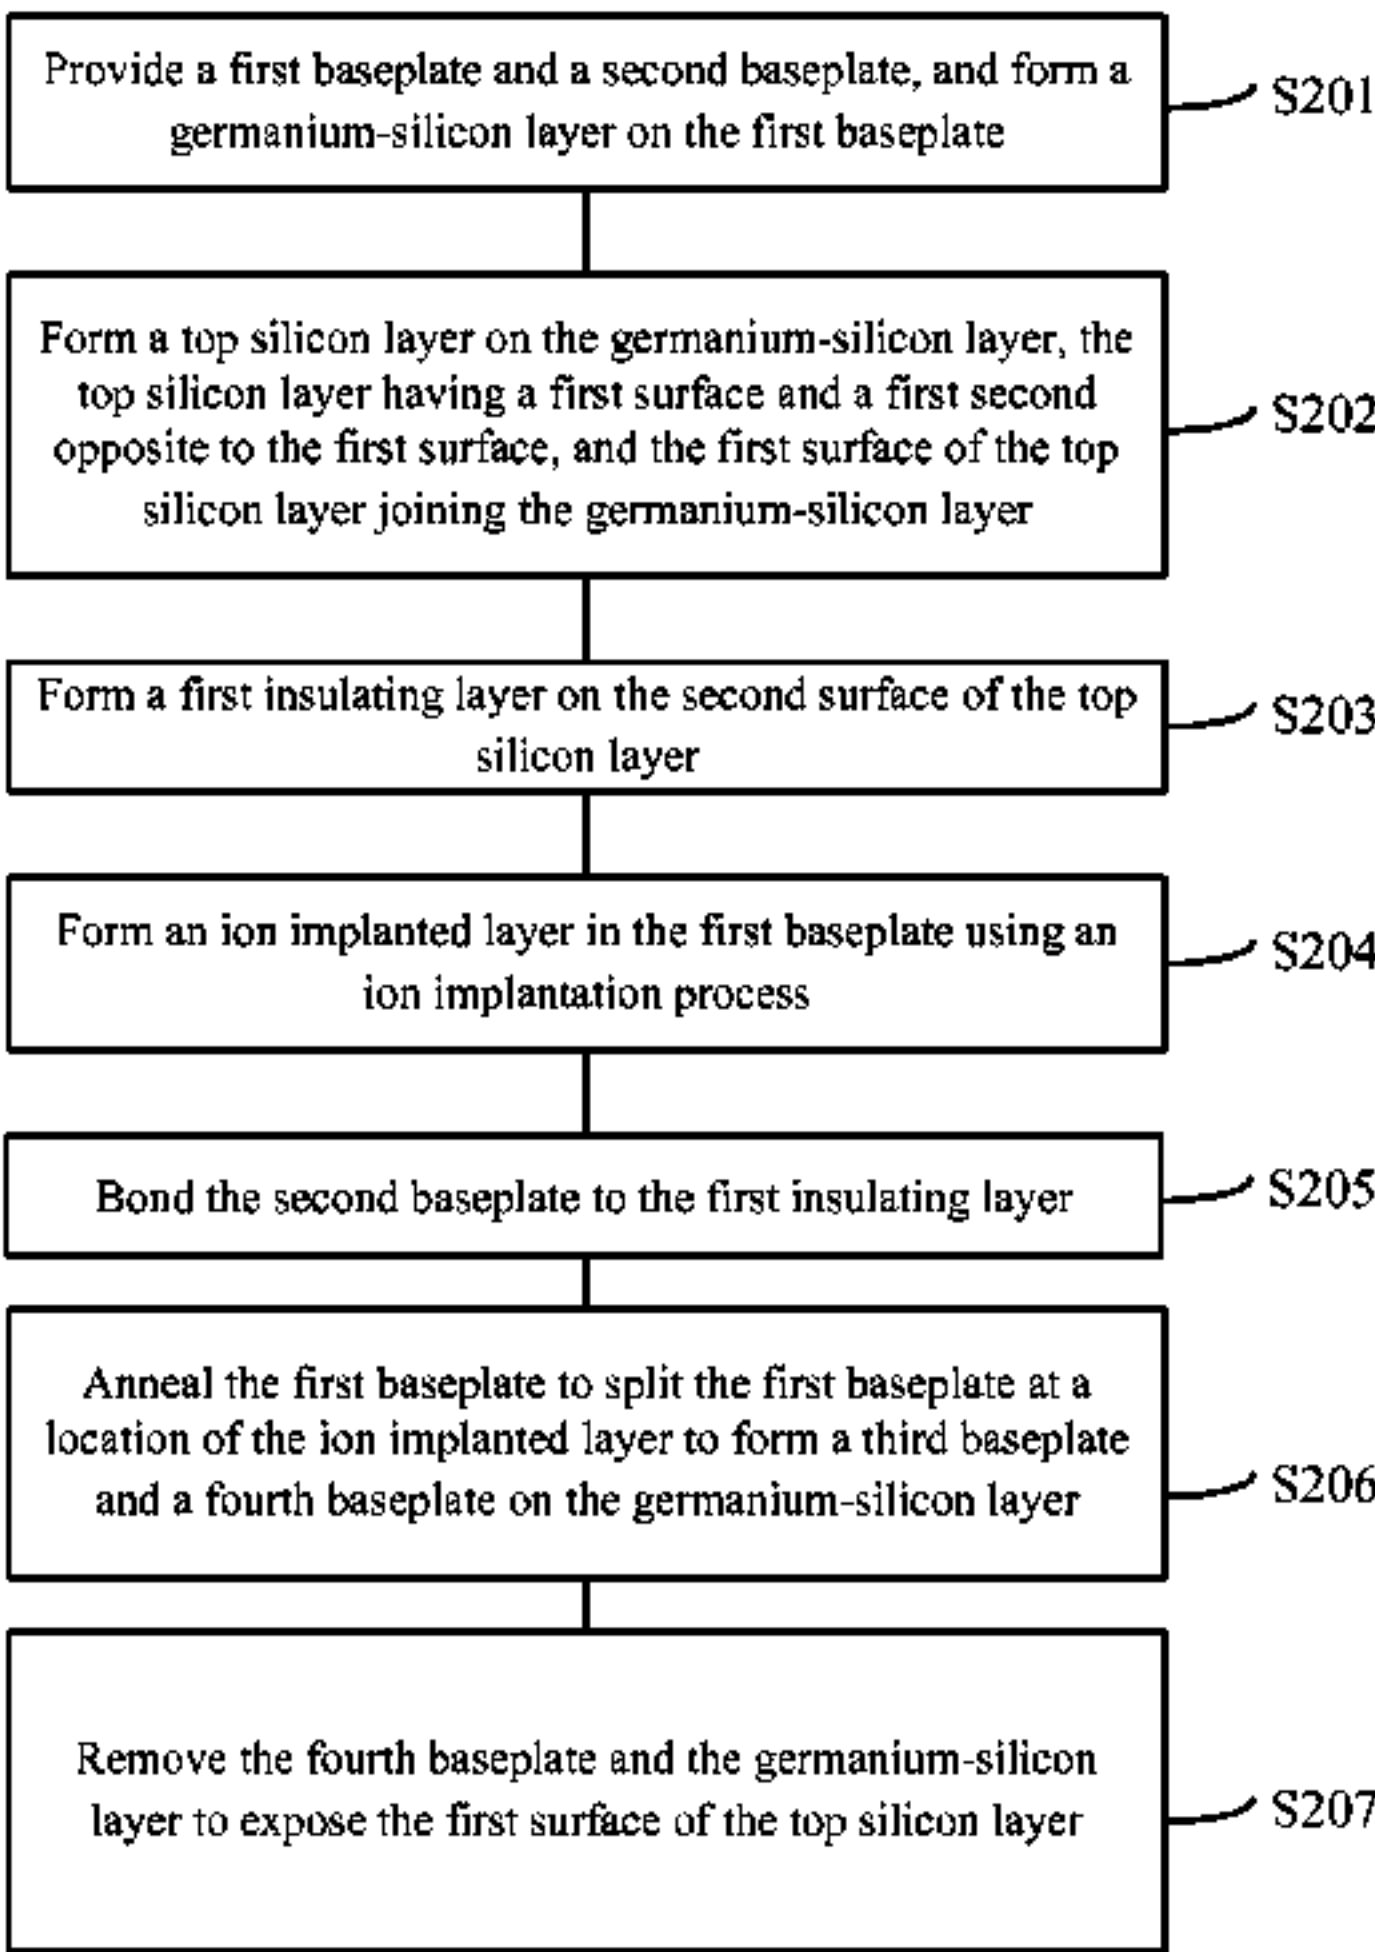 Provide a first baseplate and a second baseplate, and form a
germanium-silicon layer on the first baseplate
S201
Form a top silicon layer on the germanium-silicon layer, the
top silicon layer having a first surface and a first second
opposite to the first surface, and the first surface of the top
silicon layer joining the germanium-silicon layer
S202
Form a first insulating layer on the second surface of the top
silicon layer
S203
Form an ion implanted layer in the first baseplate using an
ion implantation process
S204
Bond the second baseplate to the first insulating layer
S205
Anneal the first baseplate to split the first baseplate at a
location of the ion implanted layer to form a third baseplate
and a fourth baseplate on the germanium-silicon layer
S206
Remove the fourth baseplate and the germanium-silicon
layer to expose the first surface of the top silicon layer
S207